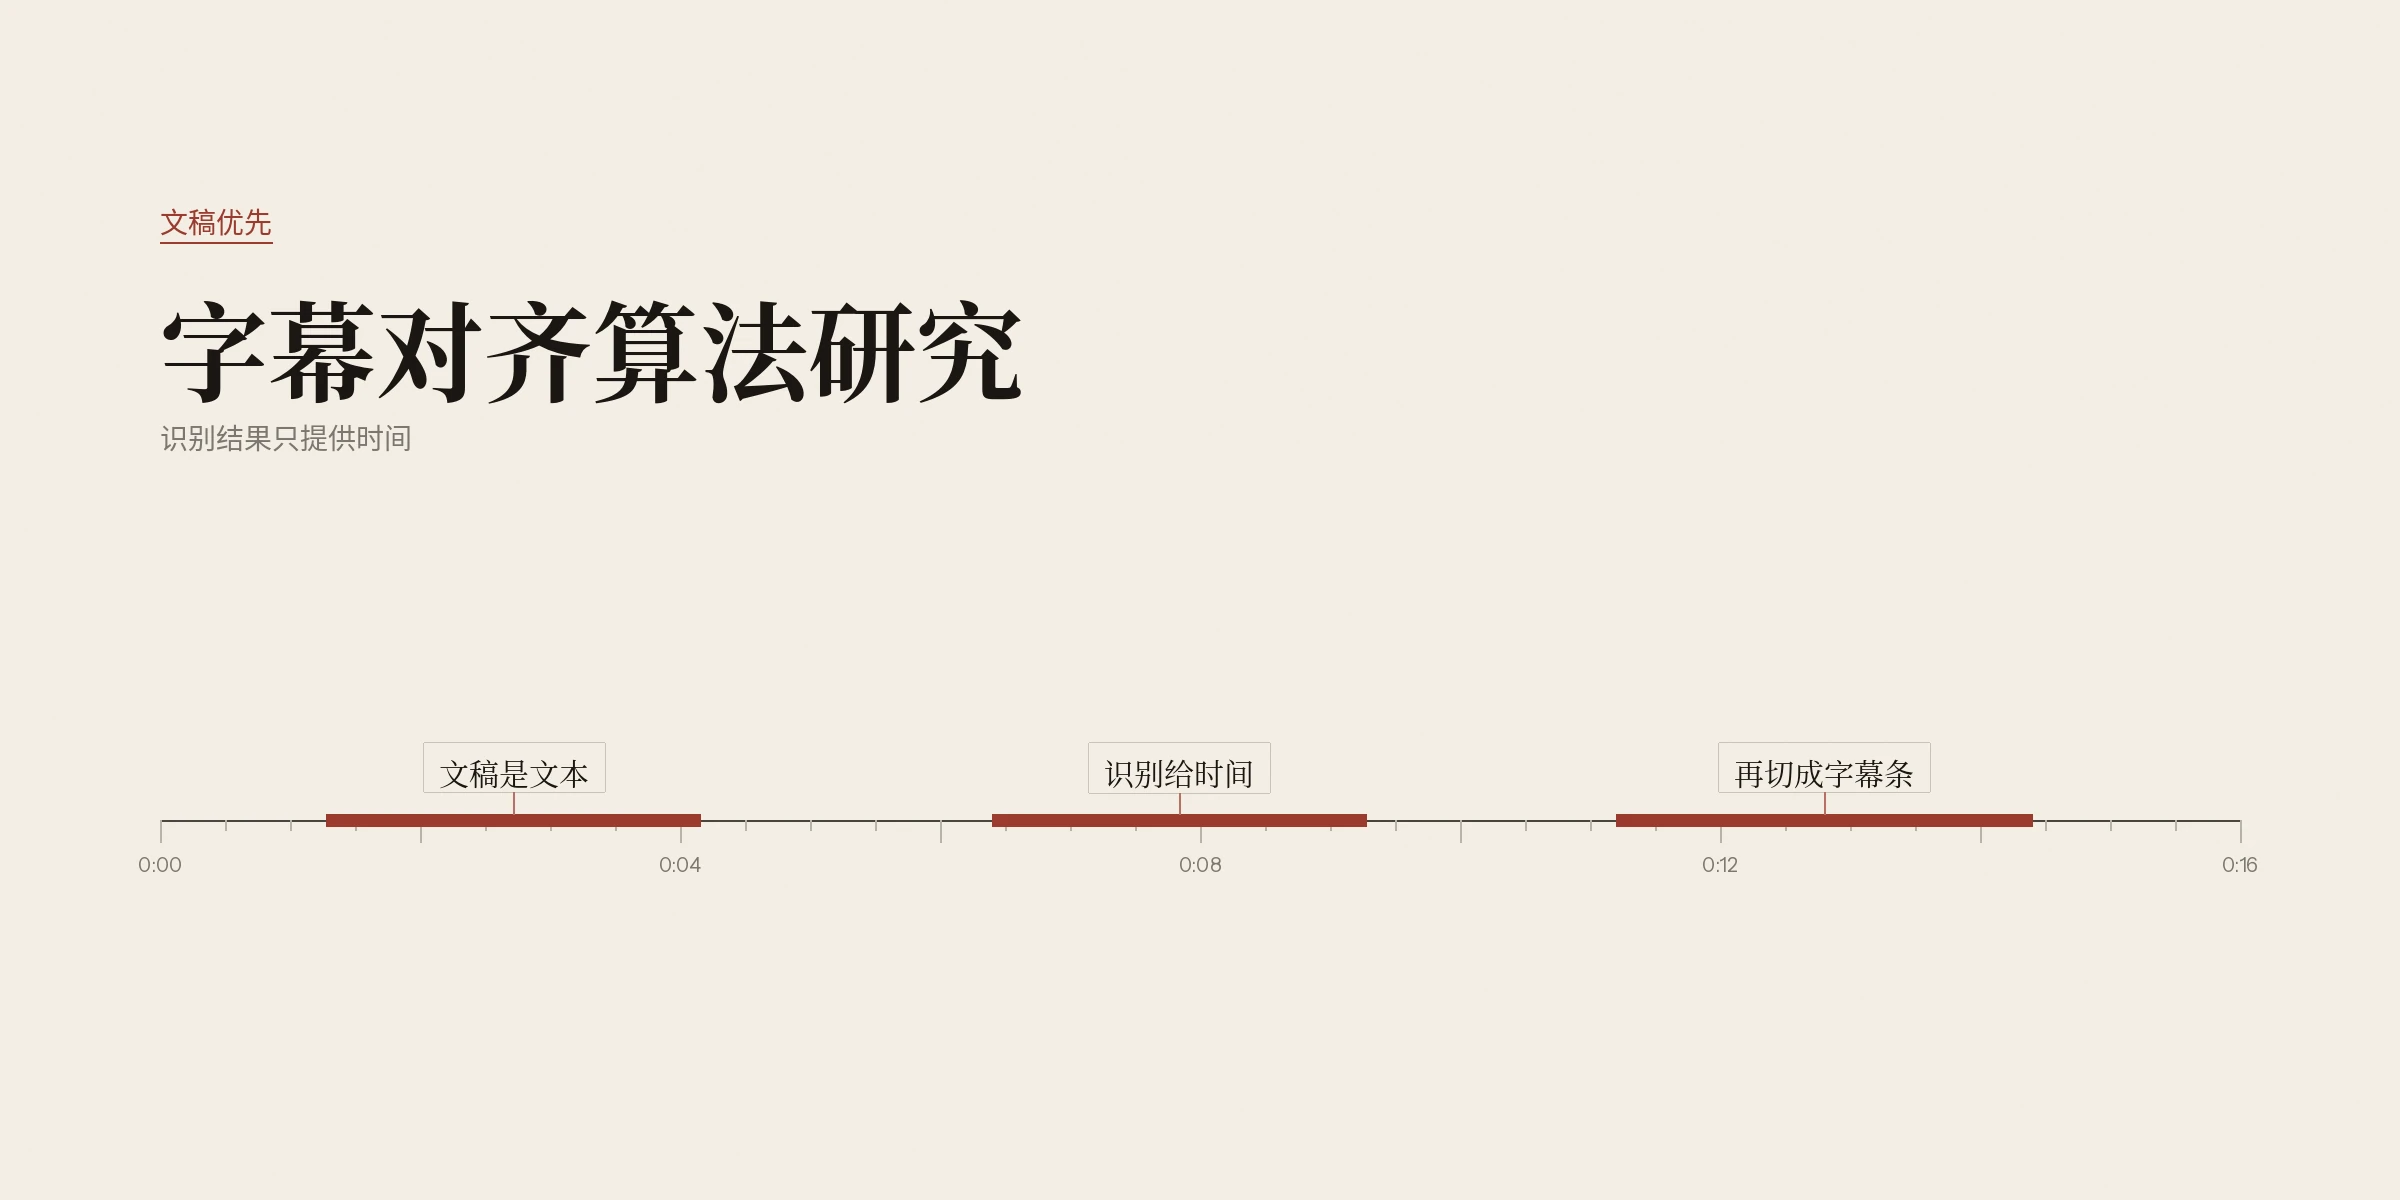 文稿优先
字幕对齐算法研究
识别结果只提供时间
文稿是文本
识别给时间
再切成字幕条
0:00
0:04
0:08
0:12
0:16